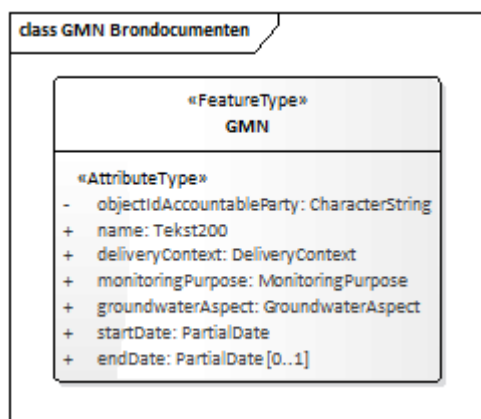 class GMN Brondocumenten
«FeatureType»
GMN
«AttributeType»
- objectIdAccountableParty: CharacterString
+ name: Tekst200
+ deliveryContext: DeliveryContext
+ monitoringPurpose: MonitoringPurpose
+ groundwaterAspect: GroundwaterAspect
+ startDate: PartialDate
+ endDate: PartialDate [0..1]